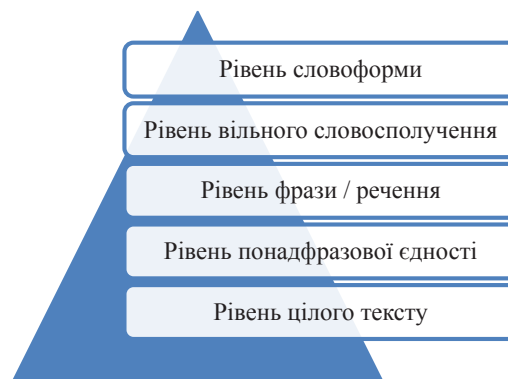 Рівень словоформи
Рівень вільного словосполучення
Рівень фрази / речення
Рівень понадфразової єдності
Рівень цілого тексту